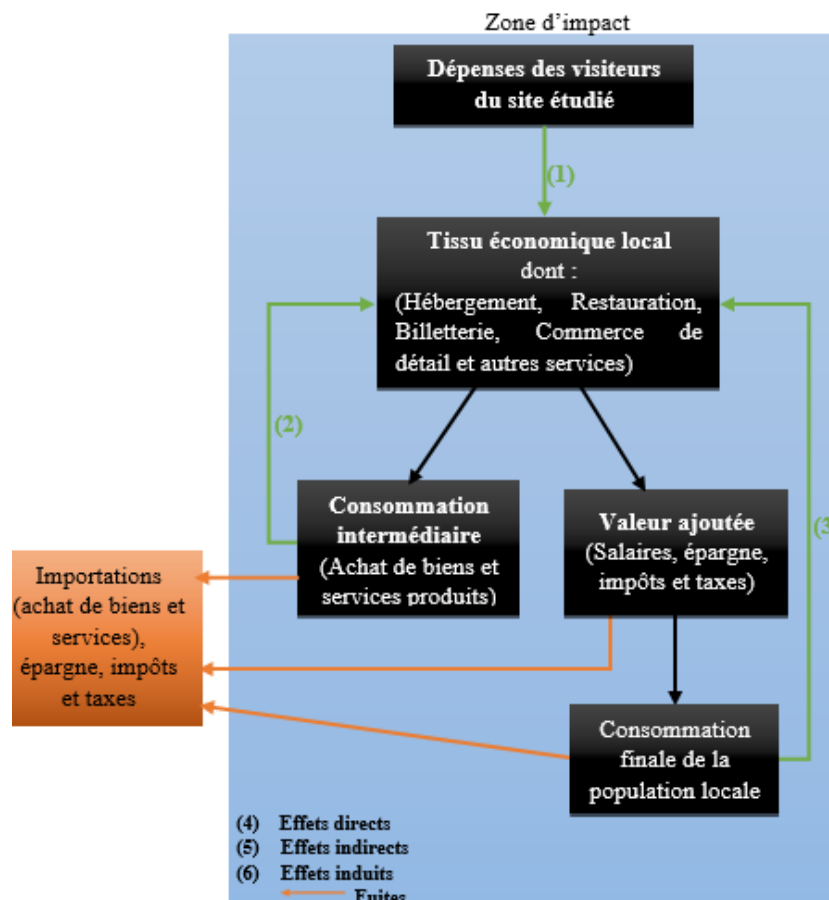 Zone d’impact
Dépenses des visiteurs
du site étudié
(1)
Tissu économique local
dont :
(Hébergement, Restauration,
Billetterie, Commerce de
détail et autres services)
(2)
(3
Consommation
intermédiaire
(Achat de biens et
services produits)
Valeur ajoutée
(Salaires, épargne,
impôts et taxes)
Importations
(achat de biens et
services),
épargne, impôts
et taxes
Consommation
finale de la
population locale
(4) Effets directs
(5) Effets indirects
(6) Effets induits
Fuites